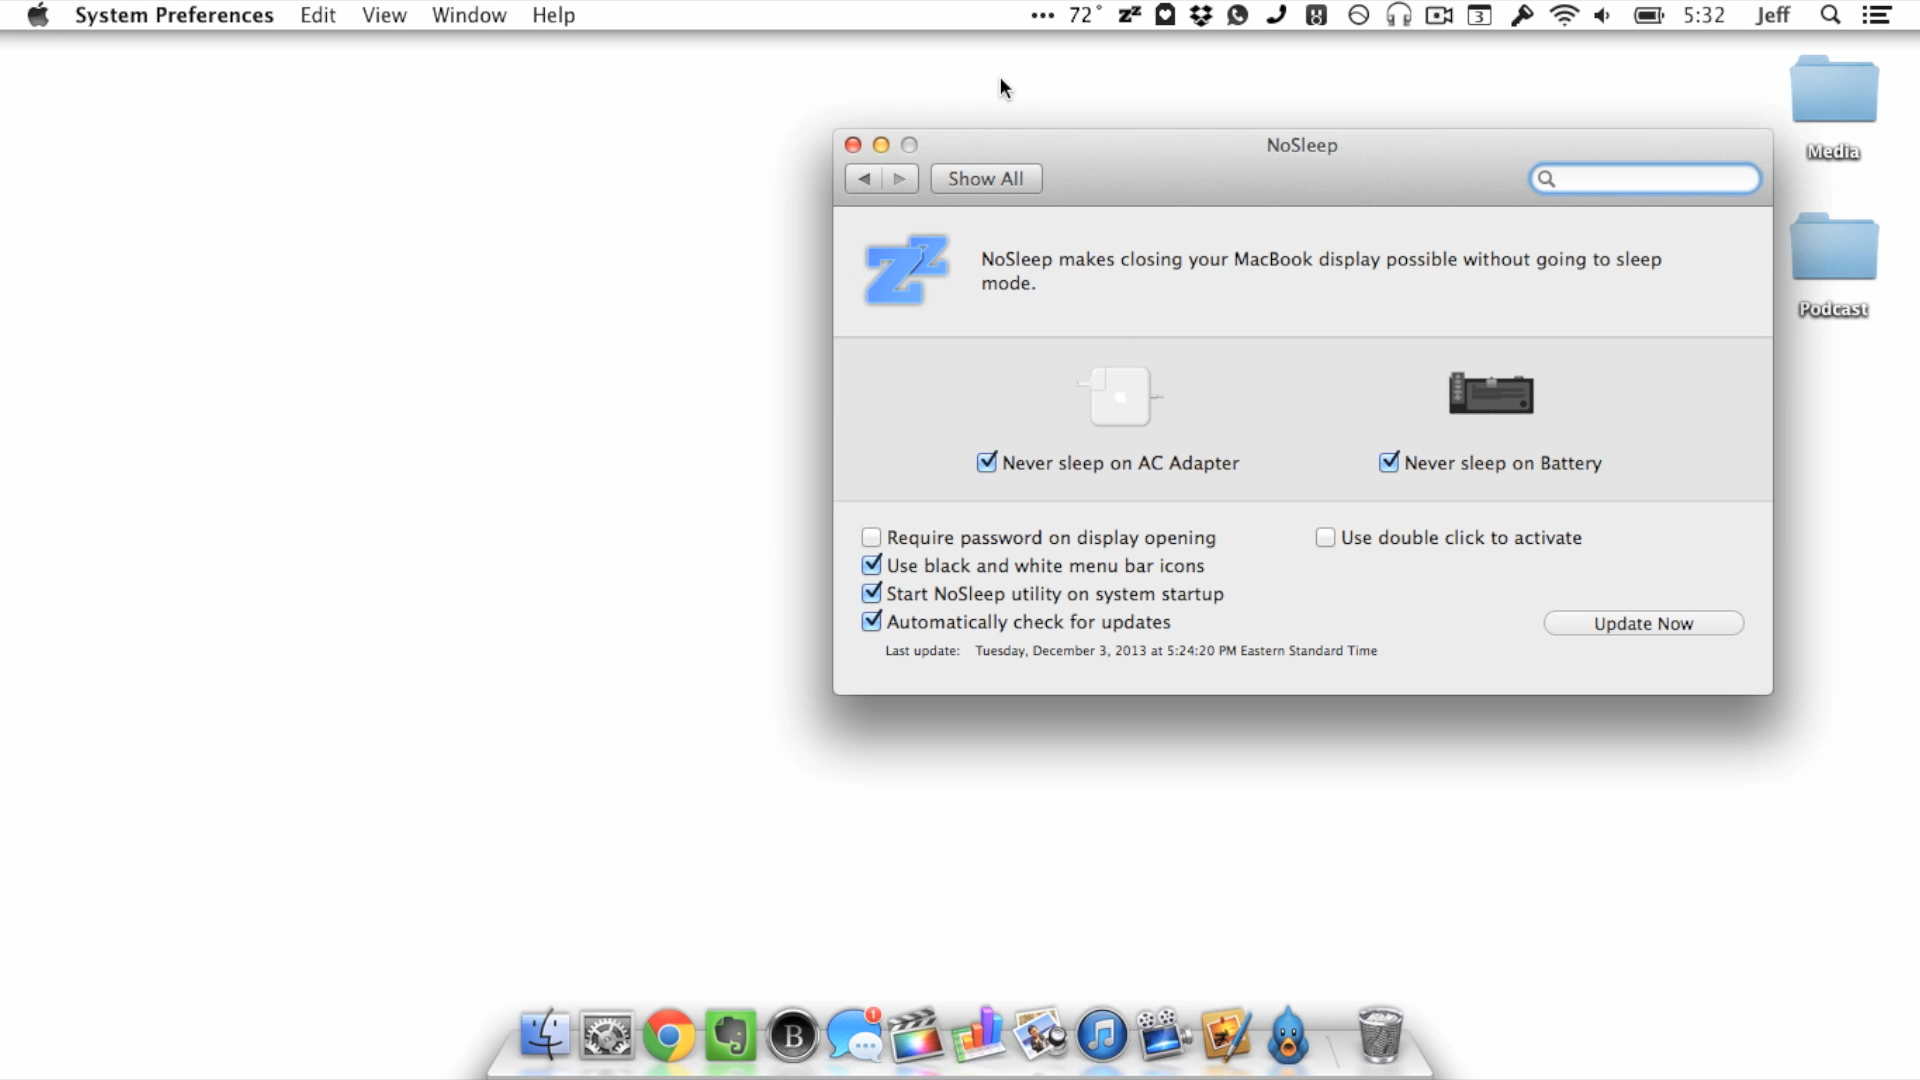 System Preferences Edit View Window Help
72° 3 5:32 Jeff
NoSleep
Show All
NoSleep makes closing your MacBook display possible without going to sleep
mode.
Never sleep on AC Adapter
Never sleep on Battery
Require password on display opening
Use double click to activate
Use black and white menu bar icons
Start NoSleep utility on system startup
Automatically check for updates
Update Now
Last update: Tuesday, December 3, 2013 at 5:24:20 PM Eastern Standard Time
Media
Podcast
B
1